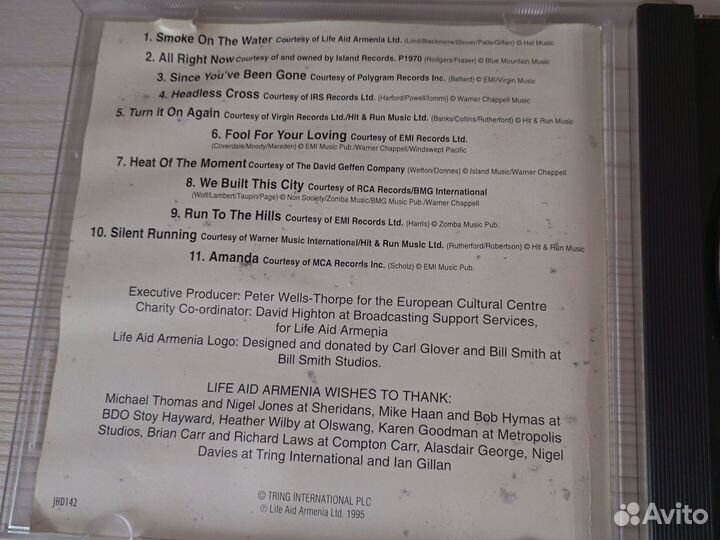 1. Smoke On The Water Courtesy of Life Aid Armenia Ltd. (Lord/Blackmore/Glover/Paice/Gillan) © Hal Music
2. All Right Now Courtesy of and owned by Island Records. P1970 (Rodgers/Fraser) © Blue Mountain Music
3. Since You've Been Gone Courtesy of Polygram Records Inc. (Ballard) © EMI/Virgin Music
4. Headless Cross Courtesy of IRS Records Ltd. (Harford/Powell/Iommi) © Warner Chappell Music
5. Turn it On Again Courtesy of Virgin Records Ltd./Hit & Run Music Ltd. (Banks/Collins/Rutherford) © Hit & Run Music
6. Fool For Your Loving Courtesy of EMI Records Ltd.
(Coverdale/Moody/Marsden) © EMI Music Pub./Warner Chappell/Windswept Pacific
7. Heat Of The Moment Courtesy of The David Geffen Company (Wetton/Donnes) © Island Music/Warner Chappell
8. We Built This City Courtesy of RCA Records/BMG International
(Wolf/Lambert/Taupin/Page) © Non Society/Zomba Music/BMG Music Pub./Warner Chappell
9. Run To The Hills Courtesy of EMI Records Ltd. (Harris) © Zomba Music Pub.
10. Silent Running Courtesy of Warner Music International/Hit & Run Music Ltd. (Rutherford/Robertson) © Hit & Run Music
11. Amanda Courtesy of MCA Records Inc. (Scholz) © EMI Music Pub.
Executive Producer: Peter Wells-Thorpe for the European Cultural Centre
Charity Co-ordinator: David Highton at Broadcasting Support Services,
for Life Aid Armenia
Life Aid Armenia Logo: Designed and donated by Carl Glover and Bill Smith at
Bill Smith Studios.
LIFE AID ARMENIA WISHES TO THANK:
Michael Thomas and Nigel Jones at Sheridans, Mike Haan and Bob Hymas at
BDO Stoy Hayward, Heather Wilby at Olswang, Karen Goodman at Metropolis
Studios, Brian Carr and Richard Laws at Compton Carr, Alasdair George, Nigel
Davies at Tring International and Ian Gillan
© TRING INTERNATIONAL PLC
℗ Life Aid Armenia Ltd. 1995
JHD142
Avito